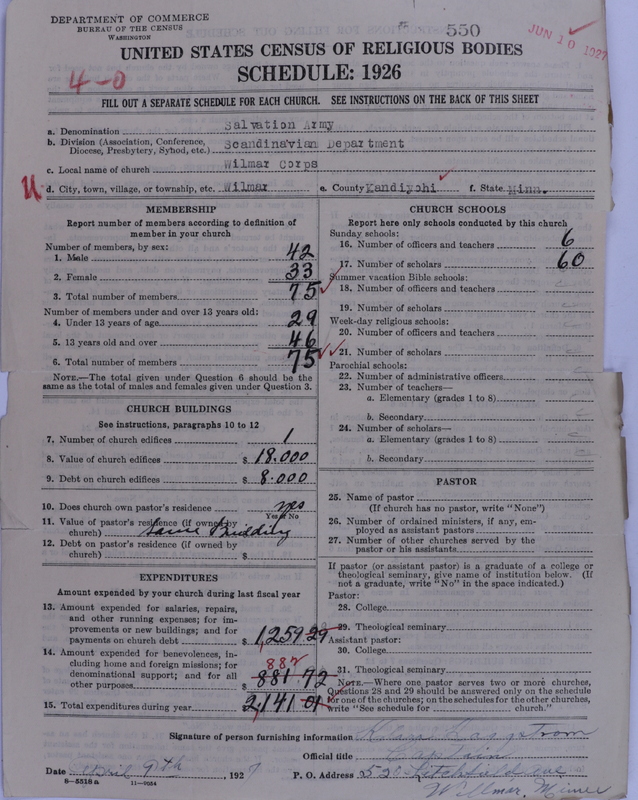 DEPARTMENT OF COMMERCE
BUREAU OF THE CENSUS
WASHINGTON
550
JUN 10 1927
UNITED STATES CENSUS OF RELIGIOUS BODIES
SCHEDULE: 1926
4-0
FILL OUT A SEPARATE SCHEDULE FOR EACH CHURCH. SEE INSTRUCTIONS ON THE BACK OF THIS SHEET
a. Denomination Salvation Army
b. Division (Association, Conference, Diocese, Presbytery, Synod, etc.) Scandinavian Department
c. Local name of church Wilmar Corps
d. City, town, village, or township, etc. Wilmar e. County Kandiyohi f. State Minn.
MEMBERSHIP
Report number of members according to definition of
member in your church
Number of members, by sex:
1. Male 42
2. Female 33
3. Total number of members 75
Number of members under and over 13 years old:
4. Under 13 years of age 29
5. 13 years old and over 46
6. Total number of members 75
NOTE.—The total given under Question 6 should be the
same as the total of males and females given under Question 3.
CHURCH BUILDINGS
See instructions, paragraphs 10 to 12
7. Number of church edifices 1
8. Value of church edifices $ 18.000
9. Debt on church edifices $ 8.000
10. Does church own pastor's residence yes
Yes or No
11. Value of pastor's residence (if owned by
church) Same Building
12. Debt on pastor's residence (if owned by
church) $
EXPENDITURES
Amount expended by your church during last fiscal year
13. Amount expended for salaries, repairs,
and other running expenses; for im-
provements or new buildings; and for
payments on church debt $ 1,259 29
14. Amount expended for benevolences, in-
cluding home and foreign missions; for
denominational support; and for all
other purposes $ 881 72
882
15. Total expenditures during year $ 2,141 01
CHURCH SCHOOLS
Report here only schools conducted by this church
Sunday schools:
16. Number of officers and teachers 6
17. Number of scholars 60
Summer vacation Bible schools:
18. Number of officers and teachers
19. Number of scholars
Week-day religious schools:
20. Number of officers and teachers
21. Number of scholars
Parochial schools:
22. Number of administrative officers
23. Number of teachers—
a. Elementary (grades 1 to 8)
b. Secondary
24. Number of scholars—
a. Elementary (grades 1 to 8)
b. Secondary
PASTOR
25. Name of pastor
(If church has no pastor, write "None")
26. Number of ordained ministers, if any, em-
ployed as assistant pastors
27. Number of other churches served by the
pastor or his assistants
If pastor (or assistant pastor) is a graduate of a college or
theological seminary, give name of institution below. (If
not a graduate, write "No" in the space indicated.)
Pastor:
28. College
29. Theological seminary
Assistant pastor:
30. College
31. Theological seminary
NOTE.—Where one pastor serves two or more churches,
Questions 28 and 29 should be answered only on the schedule
for one of the churches; on the schedules for the other churches,
write "See schedule for church."
Signature of person furnishing information
Official title Captain
Date April 9th 1927 P. O. Address 520 Litchfield ave
Willmar, Minn
8-5518 a 11-9054